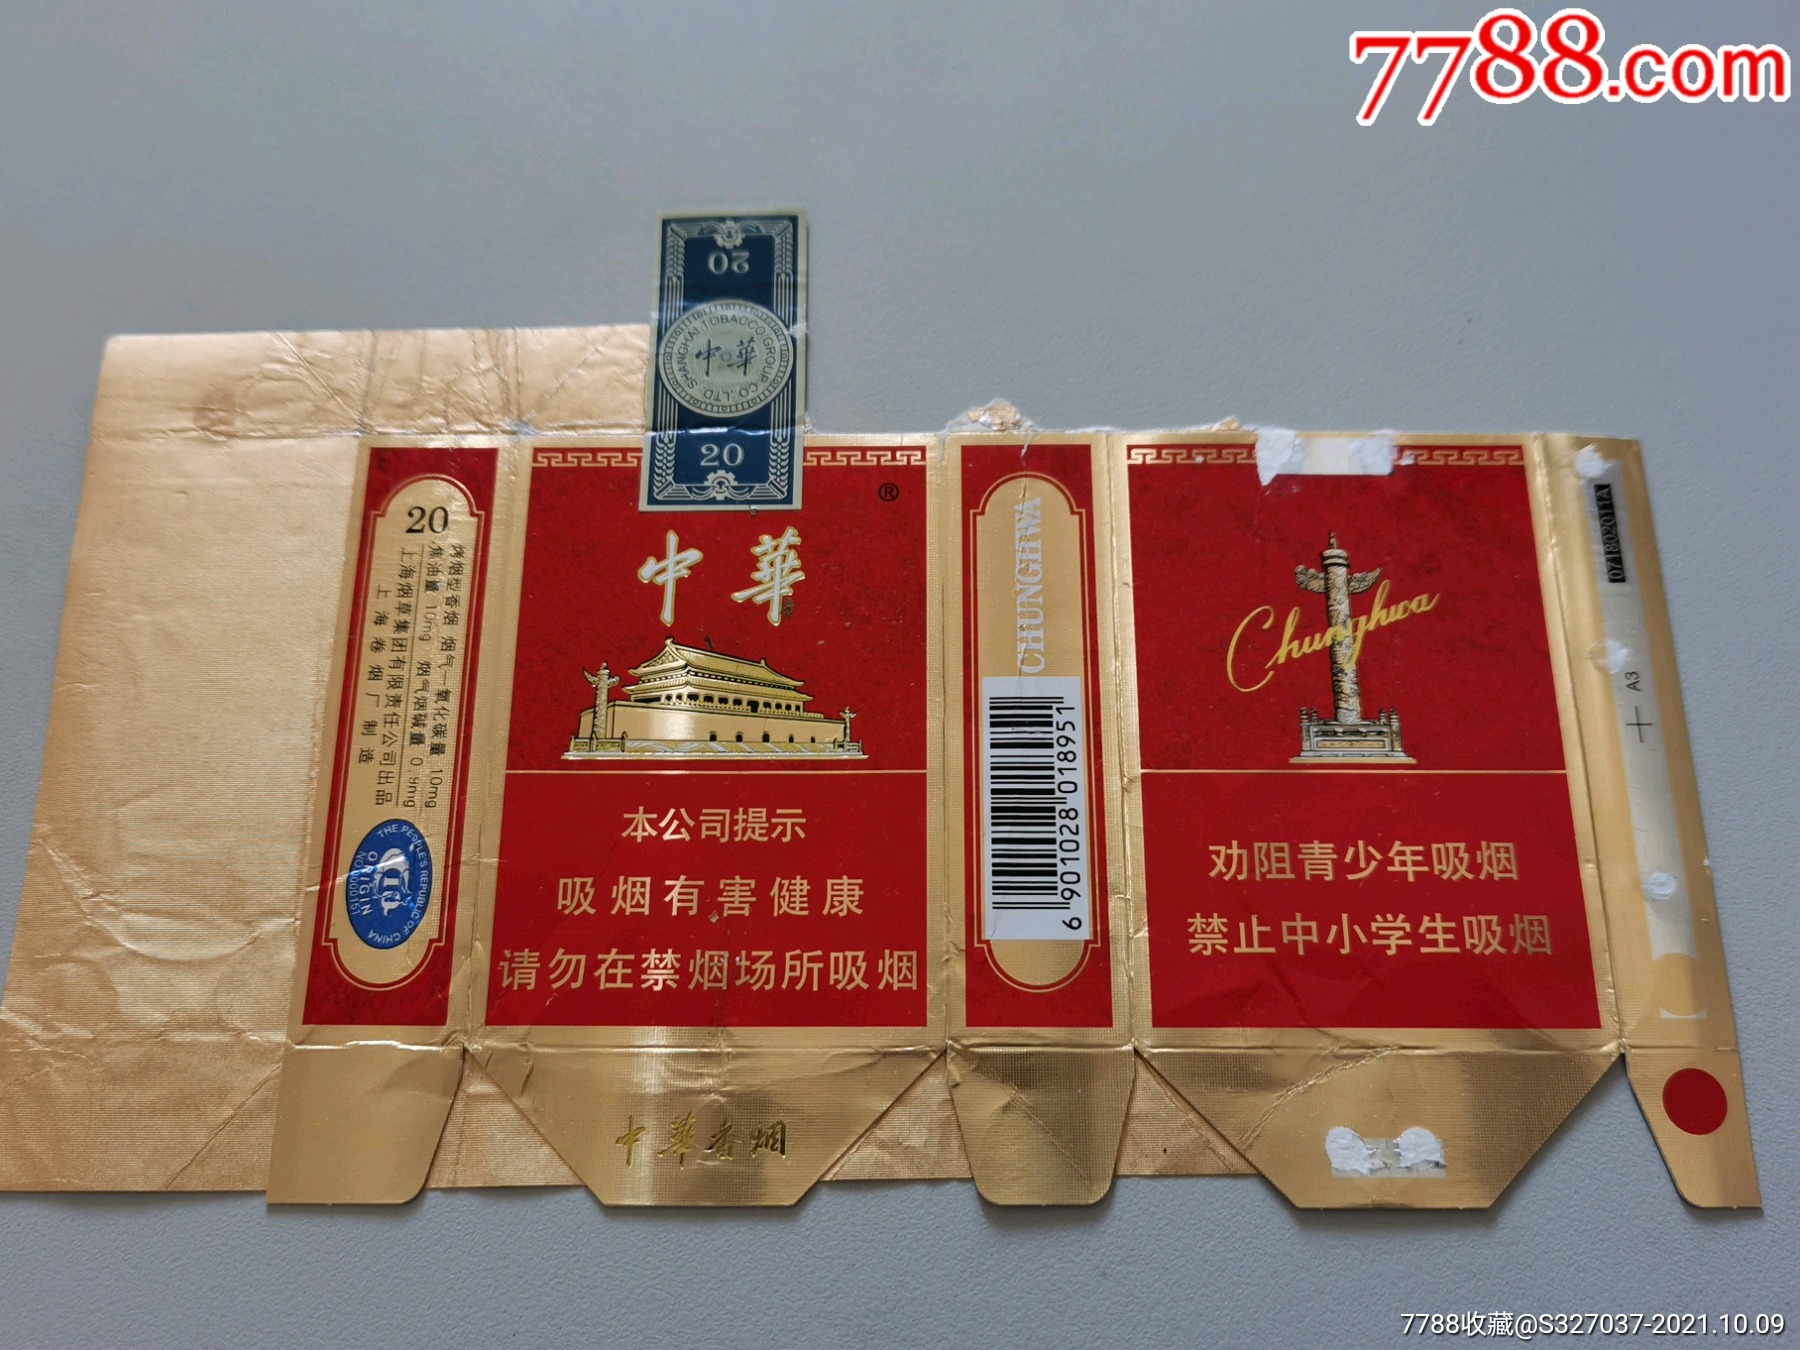 7788.com
20
SHANGHAI TOBACCO GROUP CO.,LTD.
中華
20
®
中華
本公司提示
吸烟有害健康
请勿在禁烟场所吸烟
中華香烟
20
烤烟型香烟 烟气一氧化碳量 10mg
焦油量 10mg 烟气烟碱量 0.9mg
上海烟草集团有限责任公司出品
上海卷烟厂制造
THE PEOPLE'S REPUBLIC OF CHINA
ORIGIN
CHUNGHWA
6901028018951
Chunghwa
劝阻青少年吸烟
禁止中小学生吸烟
A3
7788收藏@S327037-2021.10.09